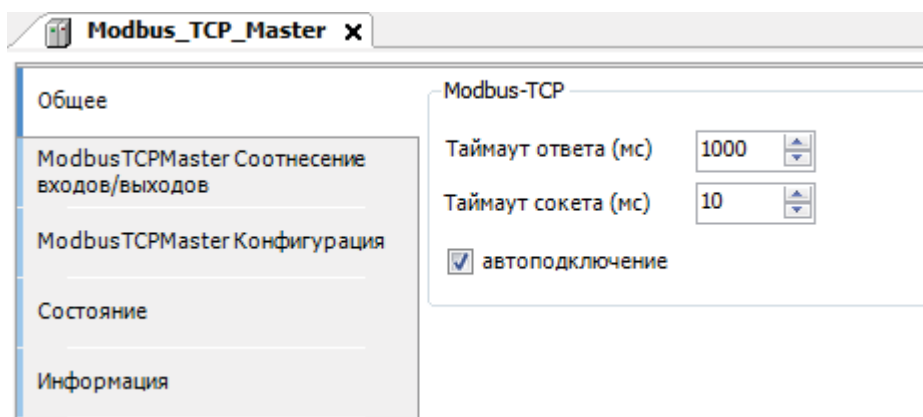 Modbus_TCP_Master
Общее
ModbusTCPMaster Соотнесение
входов/выходов
ModbusTCPMaster Конфигурация
Состояние
Информация
Modbus-TCP
Таймаут ответа (мс) 1000
Таймаут сокета (мс) 10
автоподключение